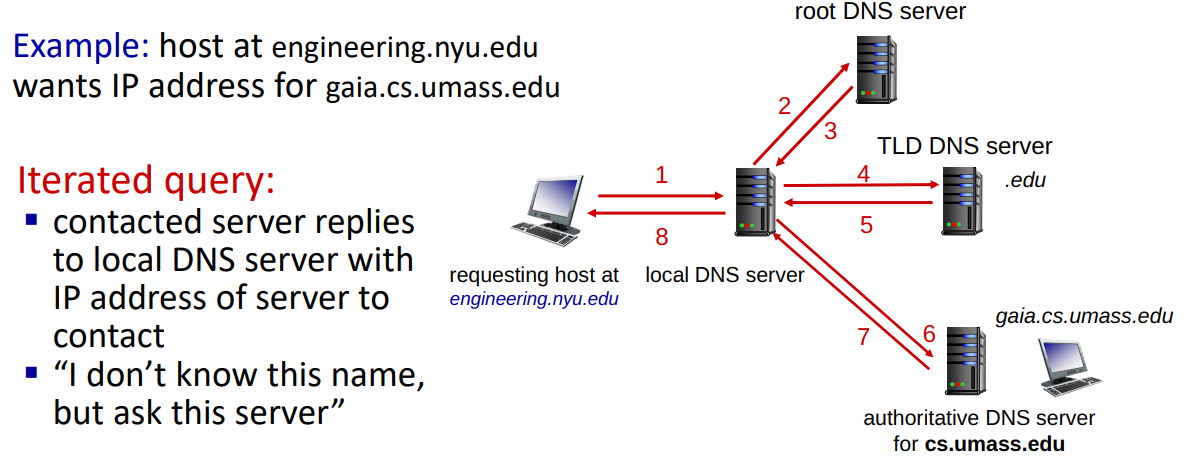 Example: host at engineering.nyu.edu
wants IP address for gaia.cs.umass.edu
Iterated query:
▪ contacted server replies
to local DNS server with
IP address of server to
contact
▪ “I don’t know this name,
but ask this server”
root DNS server
2
3
TLD DNS server
.edu
1
4
5
8
requesting host at
engineering.nyu.edu
local DNS server
6
7
gaia.cs.umass.edu
authoritative DNS server
for cs.umass.edu